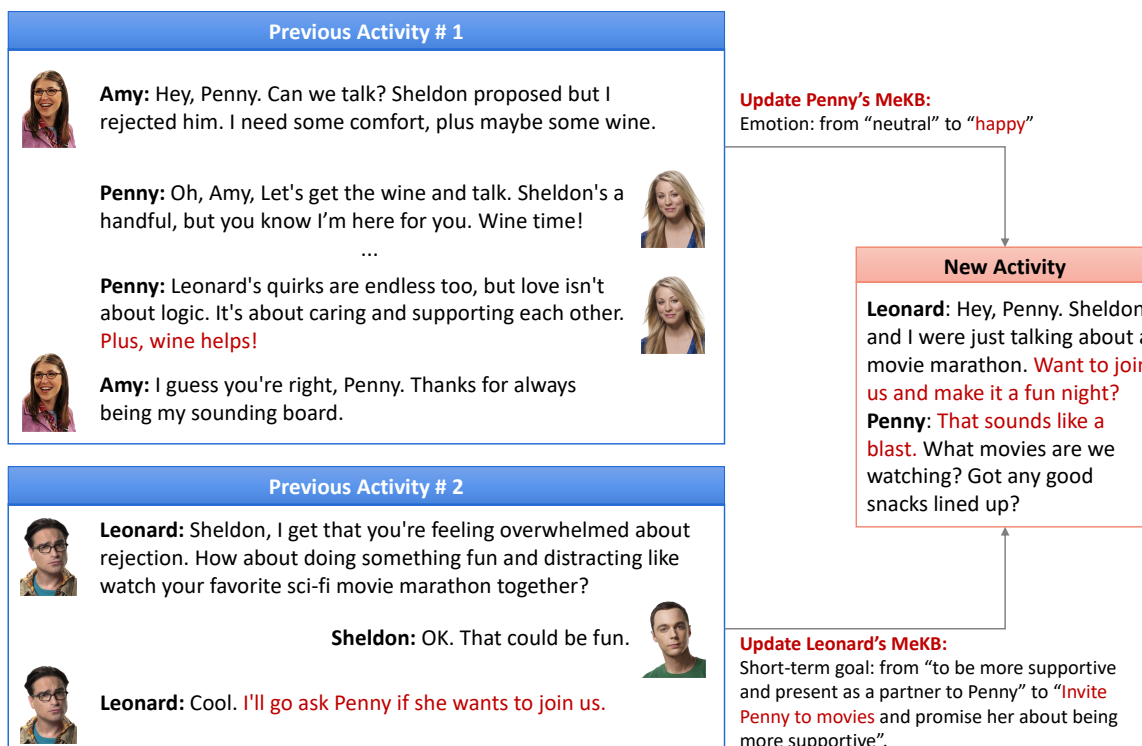 Previous Activity # 1
Amy: Hey, Penny. Can we talk? Sheldon proposed but I
rejected him. I need some comfort, plus maybe some wine.
Penny: Oh, Amy, Let's get the wine and talk. Sheldon's a
handful, but you know I’m here for you. Wine time!
...
Penny: Leonard's quirks are endless too, but love isn't
about logic. It's about caring and supporting each other.
Plus, wine helps!
Amy: I guess you're right, Penny. Thanks for always
being my sounding board.
Update Penny’s MeKB:
Emotion: from “neutral” to “happy”
New Activity
Leonard: Hey, Penny. Sheldon
and I were just talking about a
movie marathon. Want to join
us and make it a fun night?
Penny: That sounds like a
blast. What movies are we
watching? Got any good
snacks lined up?
Previous Activity # 2
Leonard: Sheldon, I get that you're feeling overwhelmed about
rejection. How about doing something fun and distracting like
watch your favorite sci-fi movie marathon together?
Sheldon: OK. That could be fun.
Leonard: Cool. I'll go ask Penny if she wants to join us.
Update Leonard’s MeKB:
Short-term goal: from “to be more supportive
and present as a partner to Penny” to “Invite
Penny to movies and promise her about being
more supportive”.